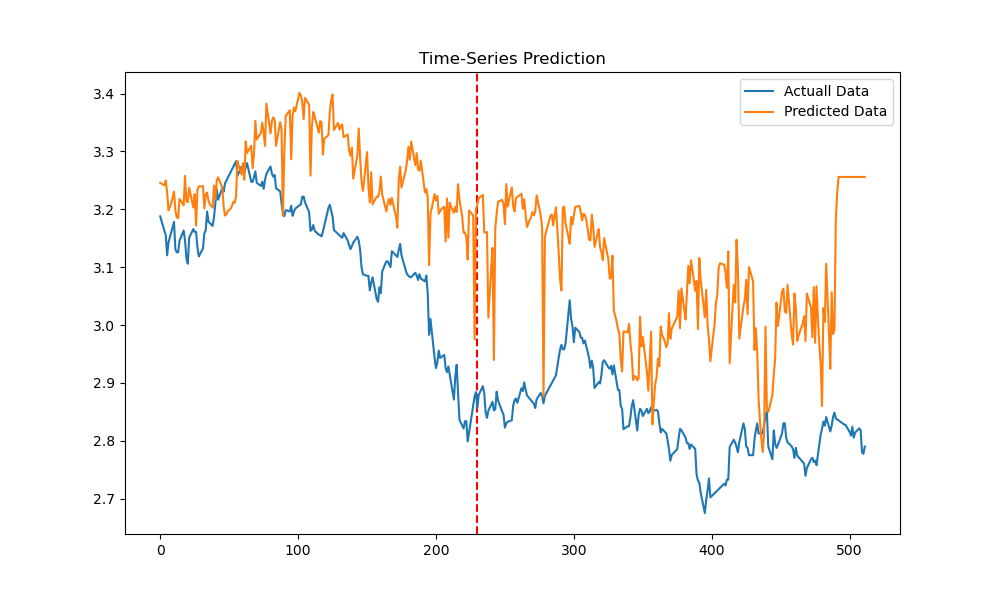 Time-Series Prediction
Actuall Data
Predicted Data
3.4
3.3
3.2
3.1
3.0
2.9
2.8
2.7
0 100 200 300 400 500